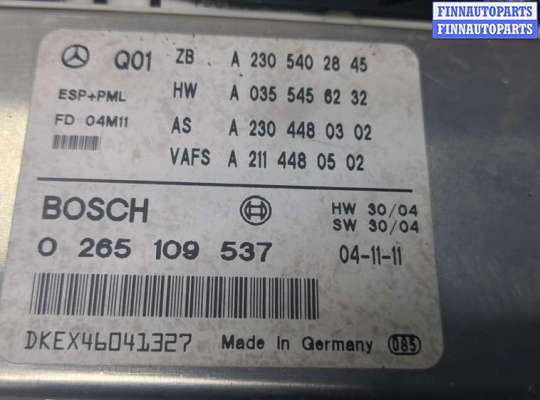 FINNAUTOPARTS
FINNAUTOPARTS
FINNAUTOPARTS
Q01 ZB A 230 540 28 45
ESP+PML HW A 035 545 62 32
FD 04M11 AS A 230 448 03 02
VAFS A 211 448 05 02
BOSCH HW 30/04
SW 30/04
0 265 109 537 04-11-11
DKEX46041327 Made in Germany 085